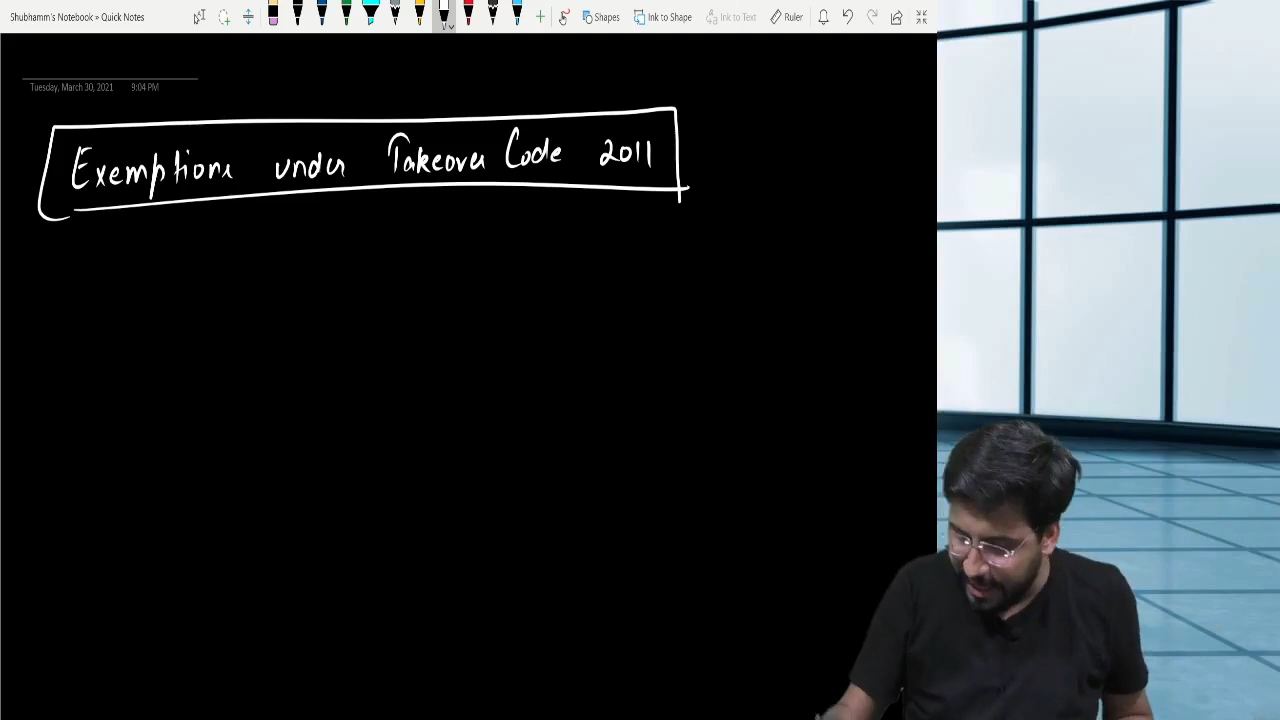 Shubhamm's Notebook » Quick Notes
Shapes
Ink to Shape
Ink to Text
Ruler
Tuesday, March 30, 2021 9:04 PM
Exemptions under Takeover Code 2011